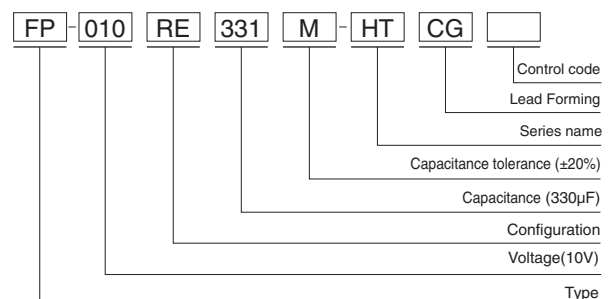 FP - 010 RE 331 M - HT CG
Control code
Lead Forming
Series name
Capacitance tolerance (±20%)
Capacitance (330µF)
Configuration
Voltage(10V)
Type